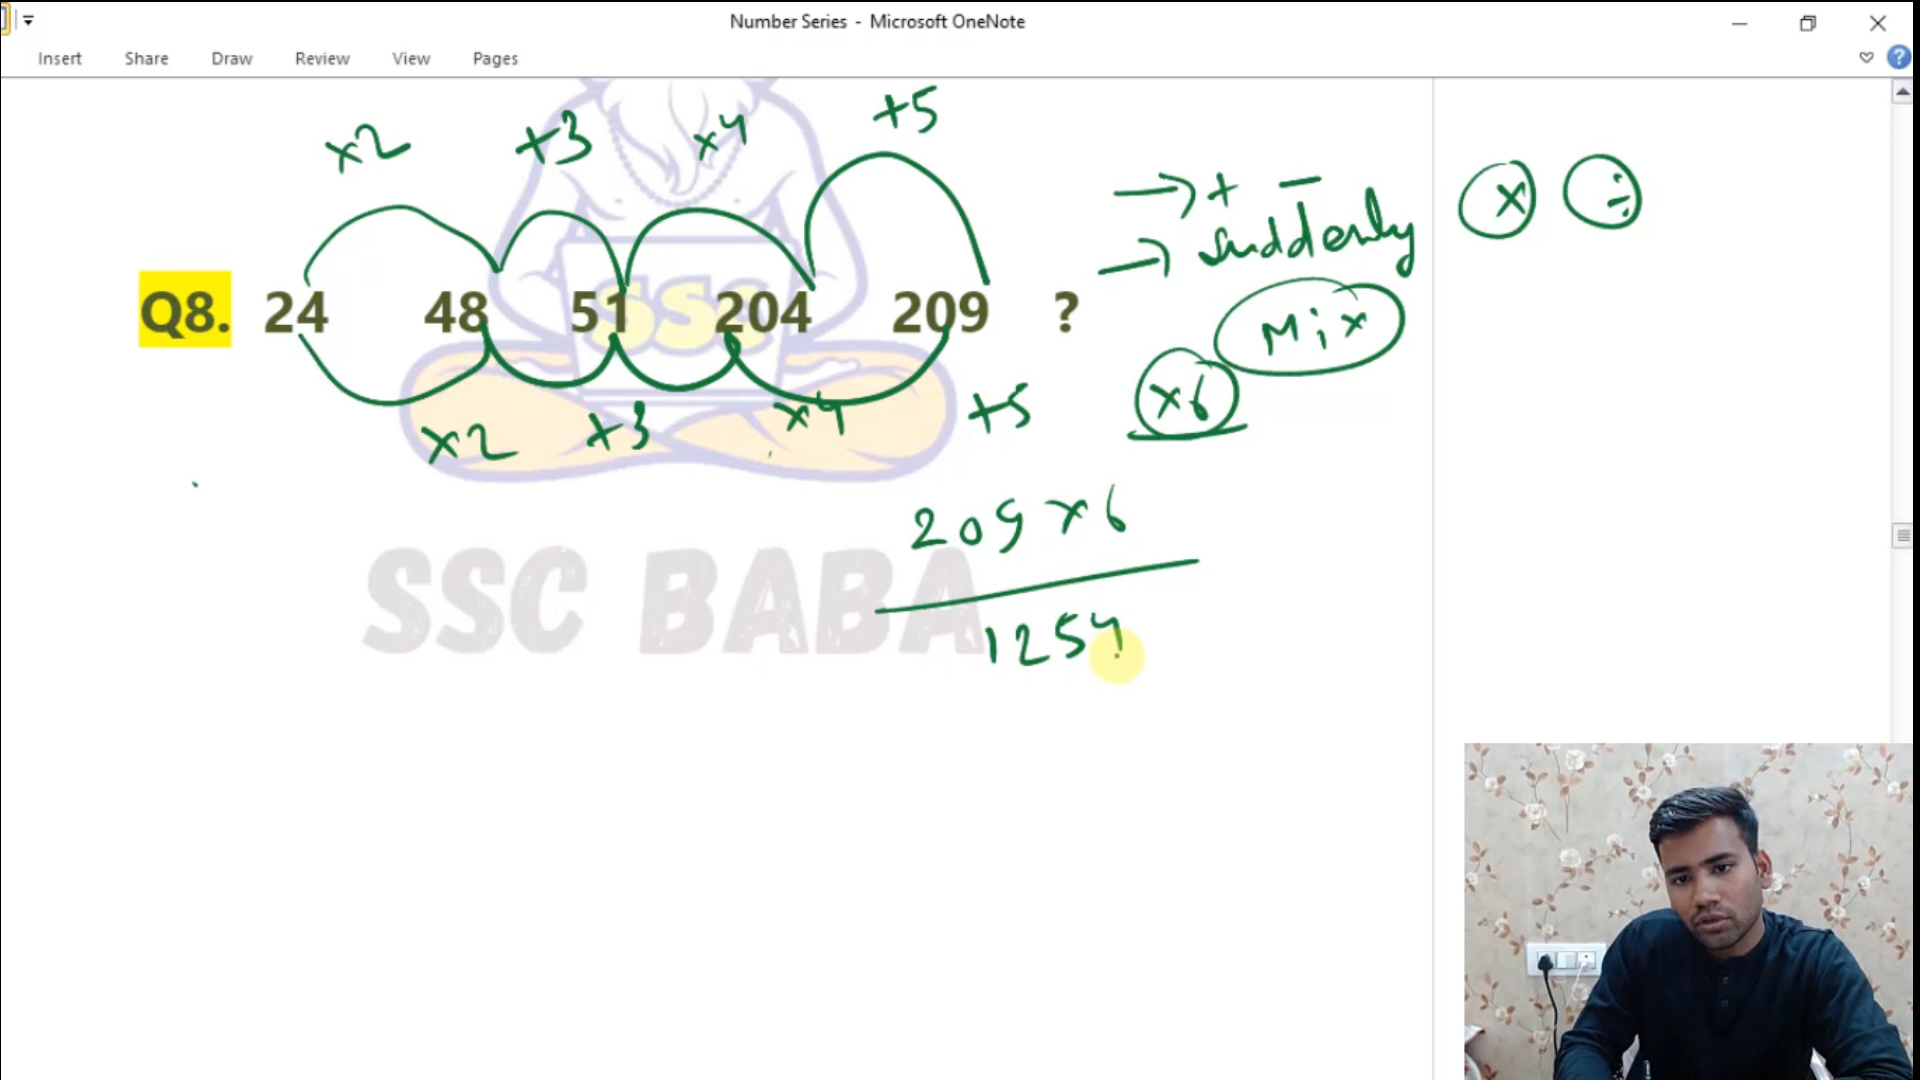 Number Series - Microsoft OneNote
Insert Share Draw Review View Pages
×2 +3 ×4 +5
→ + −
× ÷
→ suddenly
Q8. 24 48 51 204 209 ?
SSC
Mix
×6
×2 +3 ×4 +5
209×6
1254
SSC BABA